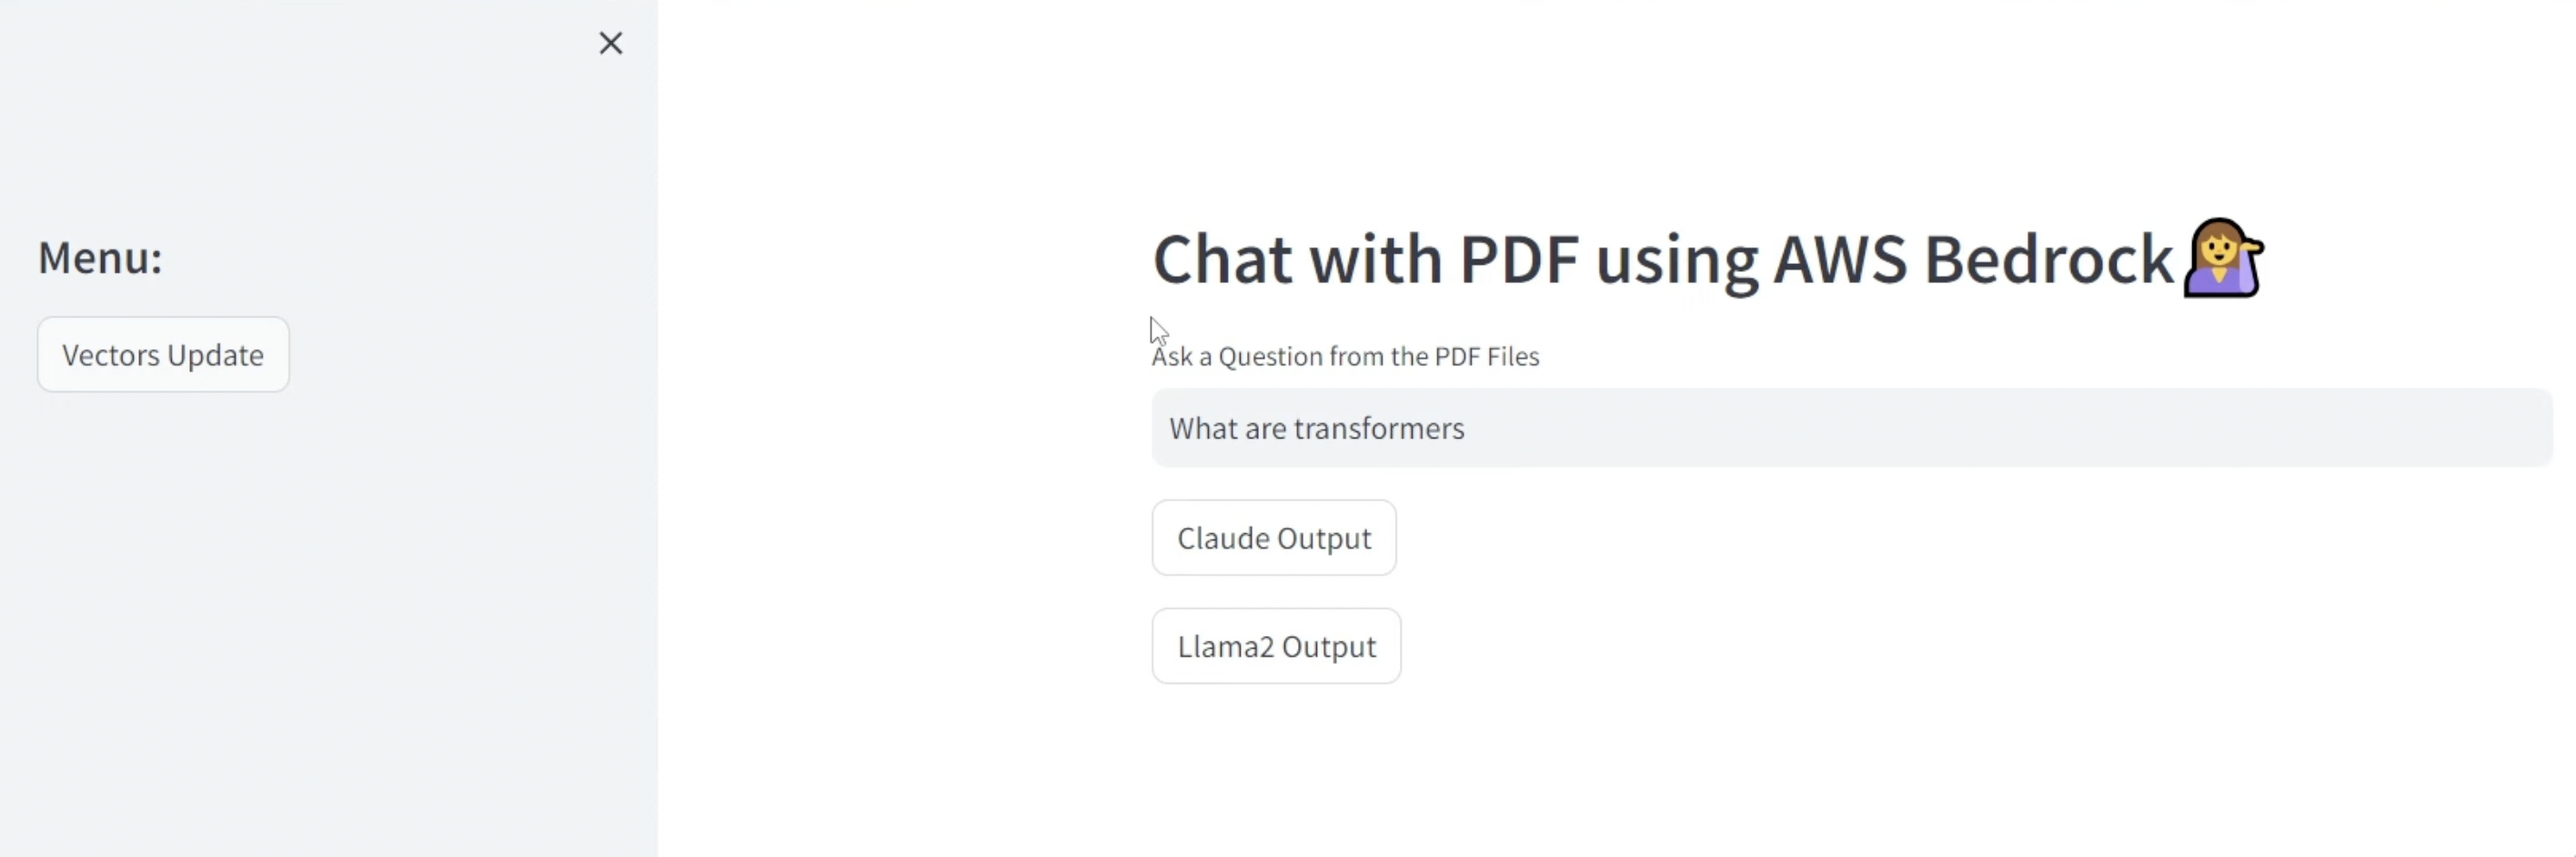 Menu:
Vectors Update
Chat with PDF using AWS Bedrock💁‍♀️
Ask a Question from the PDF Files
What are transformers
Claude Output
Llama2 Output